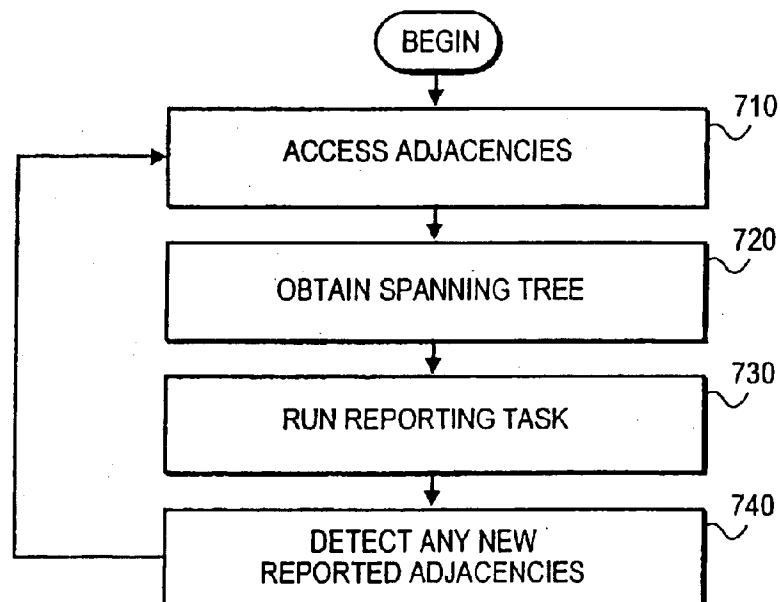 BEGIN
710
ACCESS ADJACENCIES
720
OBTAIN SPANNING TREE
730
RUN REPORTING TASK
740
DETECT ANY NEW
REPORTED ADJACENCIES